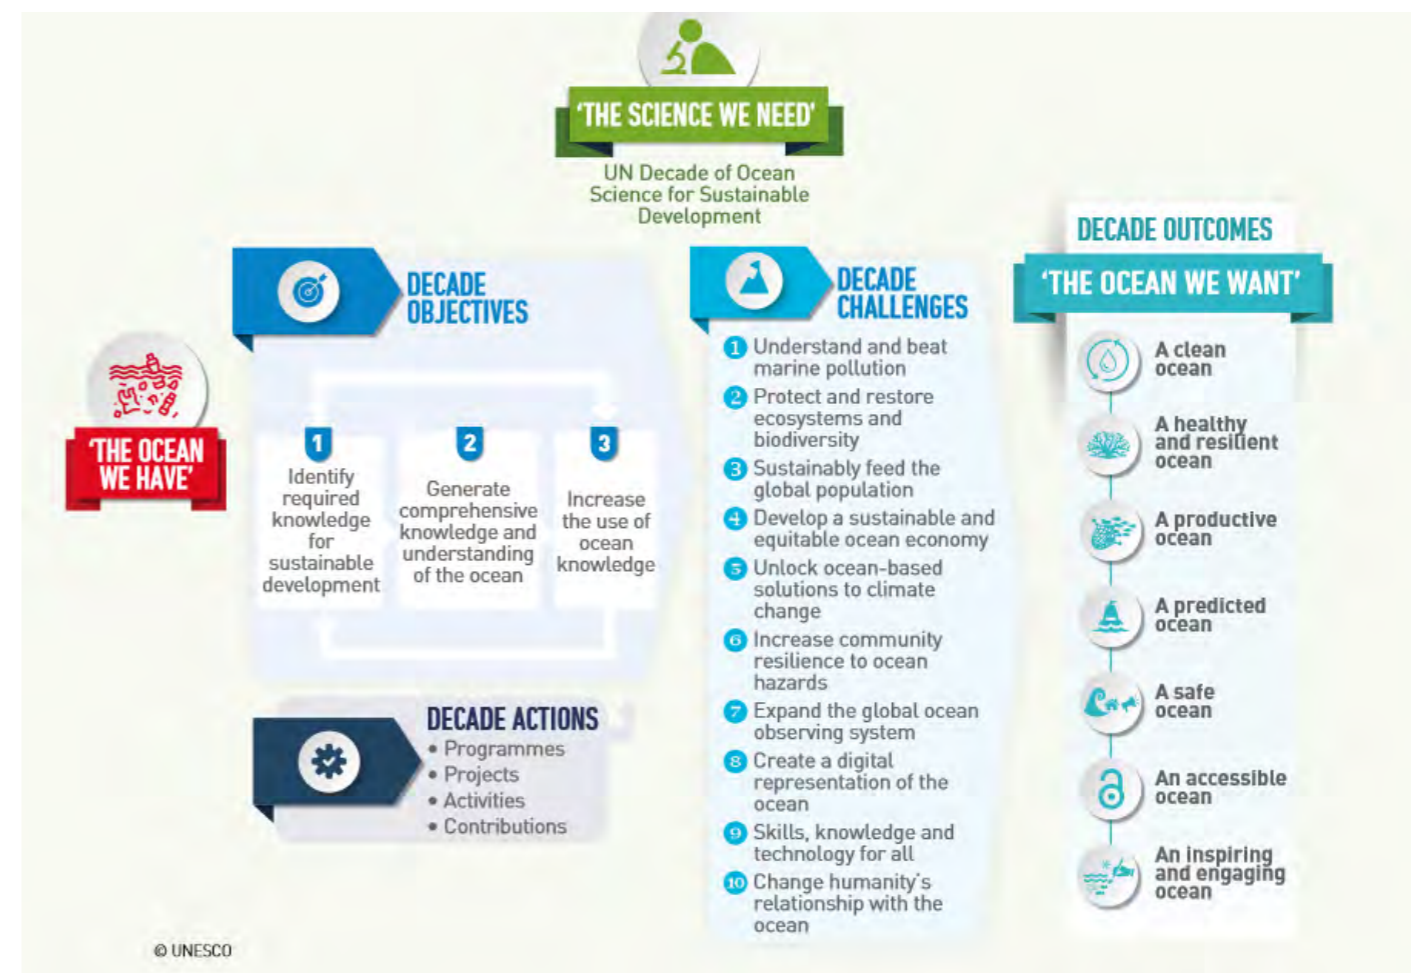 ‘THE SCIENCE WE NEED’
UN Decade of Ocean
Science for Sustainable
Development
‘THE OCEAN
WE HAVE’
DECADE
OBJECTIVES
1
Identify
required
knowledge
for
sustainable
development
2
Generate
comprehensive
knowledge and
understanding
of the ocean
3
Increase
the use of
ocean
knowledge
DECADE ACTIONS
• Programmes
• Projects
• Activities
• Contributions
DECADE
CHALLENGES
1 Understand and beat
marine pollution
2 Protect and restore
ecosystems and
biodiversity
3 Sustainably feed the
global population
4 Develop a sustainable and
equitable ocean economy
5 Unlock ocean-based
solutions to climate
change
6 Increase community
resilience to ocean
hazards
7 Expand the global ocean
observing system
8 Create a digital
representation of the
ocean
9 Skills, knowledge and
technology for all
10 Change humanity’s
relationship with the
ocean
DECADE OUTCOMES
‘THE OCEAN WE WANT’
A clean
ocean
A healthy
and resilient
ocean
A productive
ocean
A predicted
ocean
A safe
ocean
An accessible
ocean
An inspiring
and engaging
ocean
© UNESCO